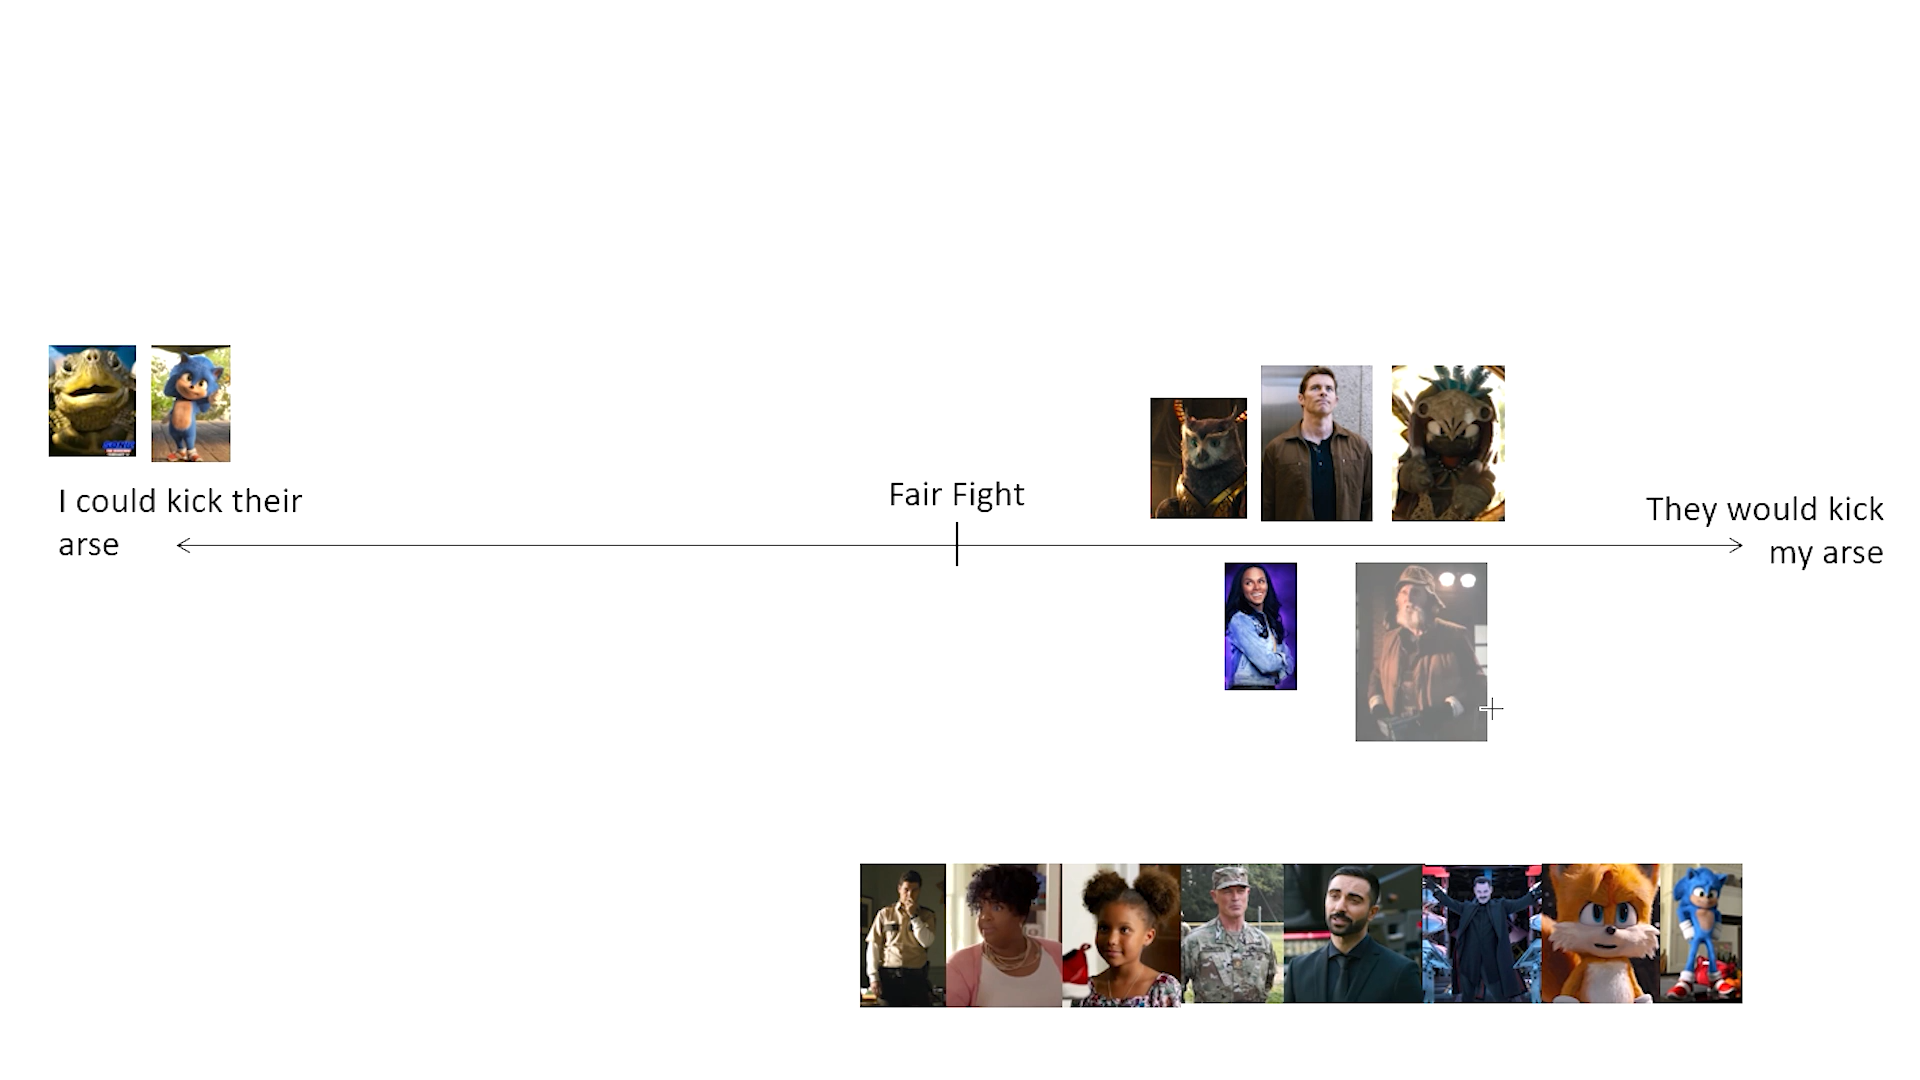 I could kick their
arse
Fair Fight
They would kick
my arse